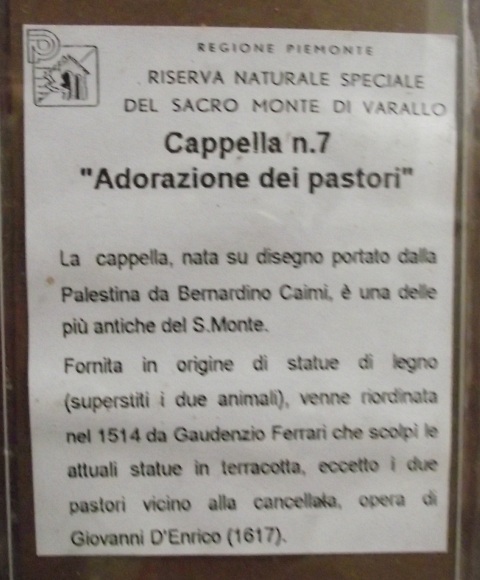 REGIONE PIEMONTE
RISERVA NATURALE SPECIALE
DEL SACRO MONTE DI VARALLO
Cappella n.7
"Adorazione dei pastori"
La cappella, nata su disegno portato dalla
Palestina da Bernardino Caimi, è una delle
più antiche del S.Monte.
Fornita in origine di statue di legno
(superstiti i due animali), venne riordinata
nel 1514 da Gaudenzio Ferrari che scolpì le
attuali statue in terracotta, eccetto i due
pastori vicino alla cancellata, opera di
Giovanni D'Enrico (1617).